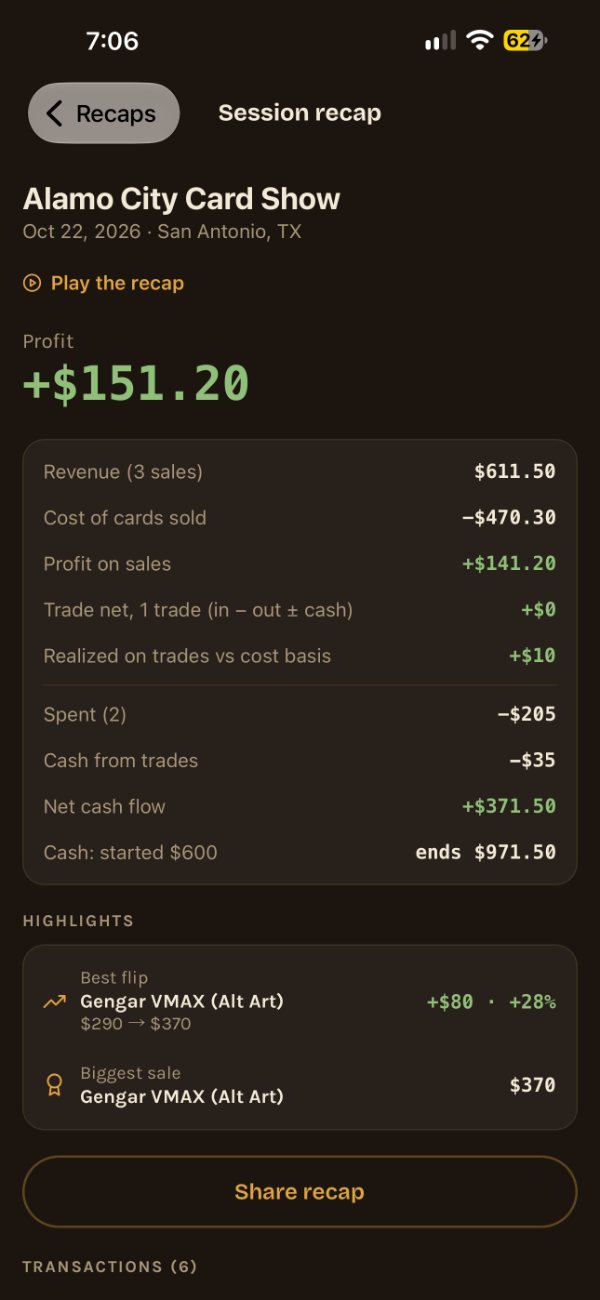 7:06
62
Recaps
Session recap
Alamo City Card Show
Oct 22, 2026 · San Antonio, TX
Play the recap
Profit
+$151.20
Revenue (3 sales) $611.50
Cost of cards sold −$470.30
Profit on sales +$141.20
Trade net, 1 trade (in − out ± cash) +$0
Realized on trades vs cost basis +$10
Spent (2) −$205
Cash from trades −$35
Net cash flow +$371.50
Cash: started $600 ends $971.50
HIGHLIGHTS
Best flip
Gengar VMAX (Alt Art) +$80 · +28%
$290 → $370
Biggest sale
Gengar VMAX (Alt Art) $370
Share recap
TRANSACTIONS (6)